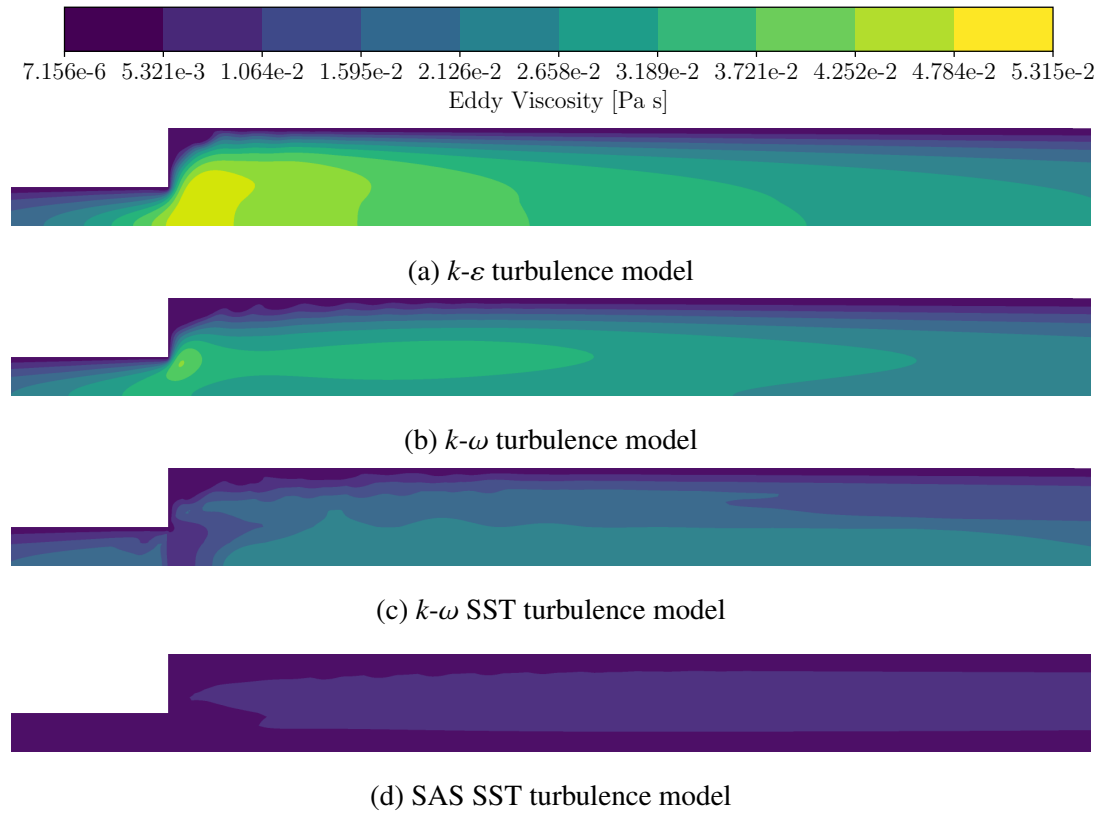 7.156e-6 5.321e-3 1.064e-2 1.595e-2 2.126e-2 2.658e-2 3.189e-2 3.721e-2 4.252e-2 4.784e-2 5.315e-2
Eddy Viscosity [Pa s]
(a) k-ε turbulence model
(b) k-ω turbulence model
(c) k-ω SST turbulence model
(d) SAS SST turbulence model